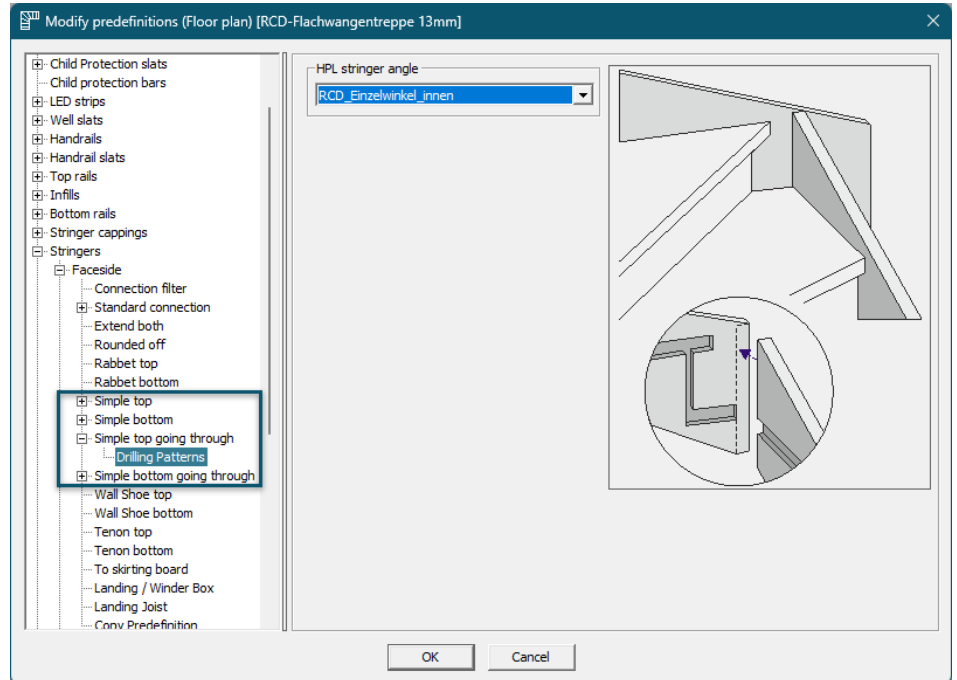 Modify predefinitions (Floor plan) [RCD-Flachwangentreppe 13mm]
Child Protection slats
Child protection bars
LED strips
Well slats
Handrails
Handrail slats
Top rails
Infills
Bottom rails
Stringer cappings
Stringers
Faceside
Connection filter
Standard connection
Extend both
Rounded off
Rabbet top
Rabbet bottom
Simple top
Simple bottom
Simple top going through
Drilling Patterns
Simple bottom going through
Wall Shoe top
Wall Shoe bottom
Tenon top
Tenon bottom
To skirting board
Landing / Winder Box
Landing Joist
Copy Predefinition
HPL stringer angle
RCD_Einzelwinkel_innen
OK
Cancel